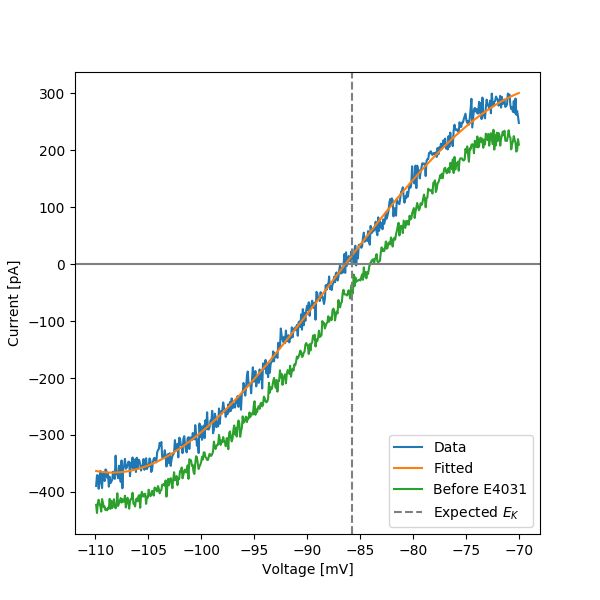 300
200
100
0
−100
−200
−300
−400
Current [pA]
−110 −105 −100 −95 −90 −85 −80 −75 −70
Voltage [mV]
Data
Fitted
Before E4031
Expected E_K